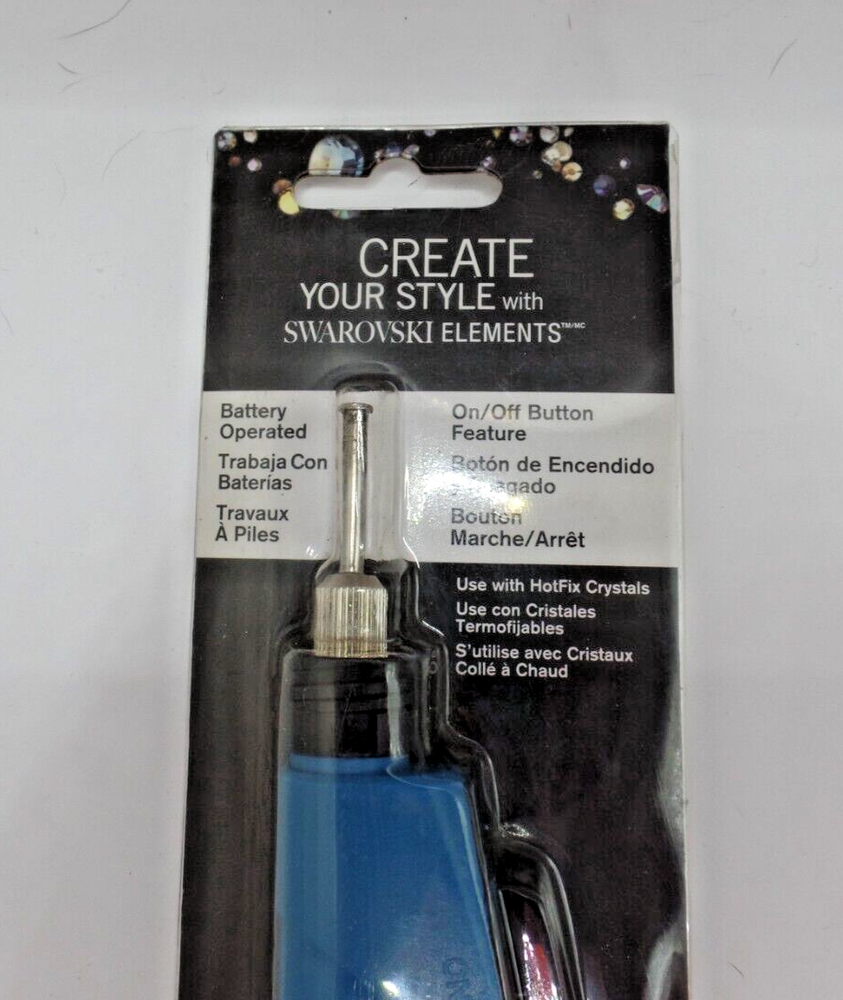 CREATE
YOUR STYLE with
SWAROVSKI ELEMENTS™/MC
Battery
Operated
Trabaja Con
Baterías
Travaux
À Piles
On/Off Button
Feature
Botón de Encendido
Bouton
Marche/Arrêt
Use with HotFix Crystals
Use con Cristales
Termofijables
S'utilise avec Cristaux
Collé à Chaud